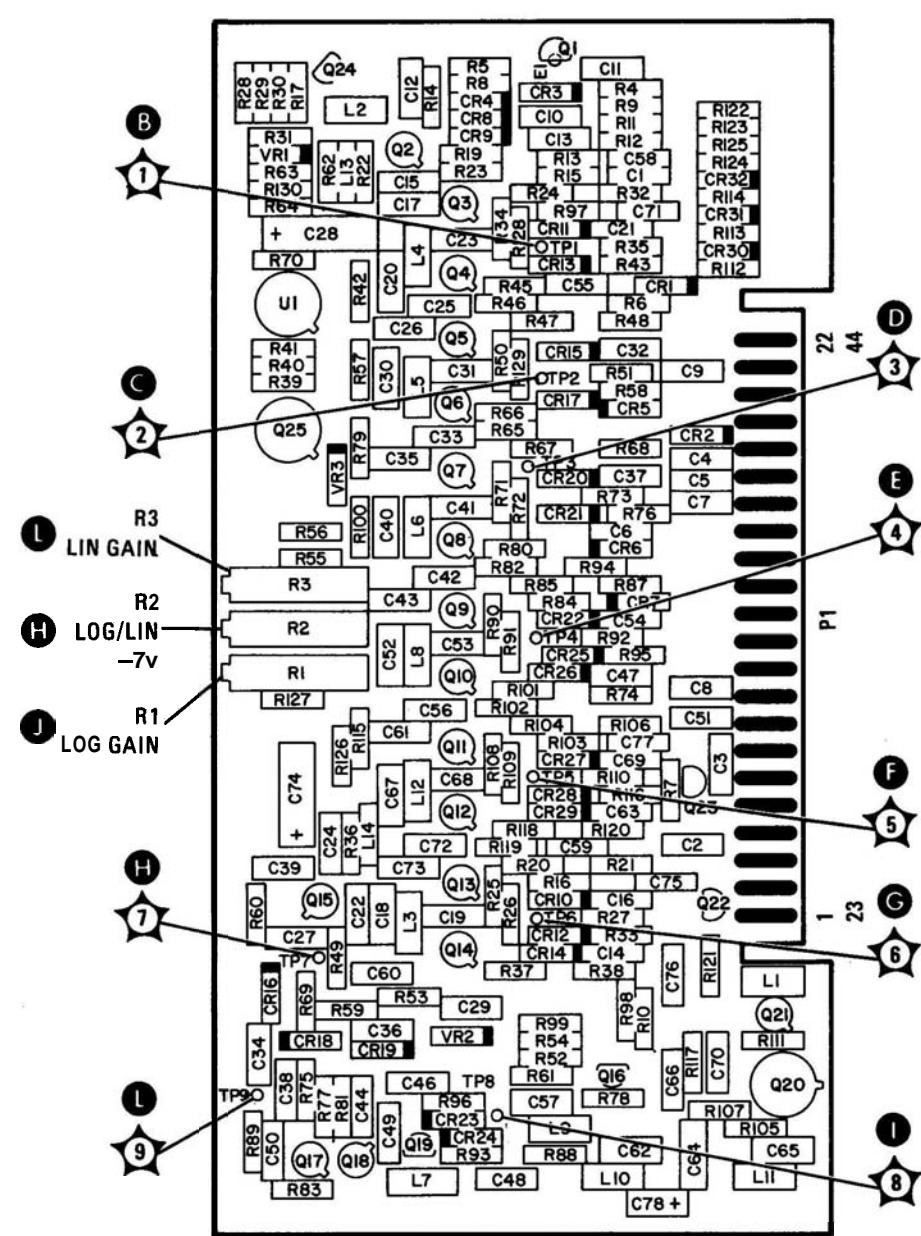 Q24
Q1
E1
C11
R28
R29
R30
R17
L2
C12
R14
R5
R8
CR4
CR8
CR9
R19
R23
CR3
C10
C13
R4
R9
R11
R12
R122
R123
R125
R124
CR32
R114
CR31
R113
CR30
R112
B
1
R31
VR1
R63
R130
R64
R62
L13
R22
Q2
C15
C17
Q3
R13
R15
C58
C1
R24
R32
R97
C71
R34
R128
CR11
C21
TP1
R35
CR13
R43
+ C28
R70
L4
C23
C20
Q4
R42
C25
R45
C55
CR1
R46
R6
U1
C26
R47
R48
D
3
22
44
R41
R40
R39
R57
C30
L5
Q5
C31
Q6
R50
R129
CR15
C32
TP2
R51
C9
CR17
R58
CR5
C
2
Q25
R79
C33
C35
R66
R65
Q7
R67
R68
CR2
C4
C5
C7
VR3
CR20
C37
R71
R72
R73
CR21
R76
C6
CR6
E
4
L
R3
LIN GAIN
R56
R55
R100
C40
L6
C41
Q8
R80
R82
R94
C42
R85
R87
R3
C43
Q9
R84
CR22
C54
P1
H
R2
LOG/LIN
–7v
R2
C52
L8
C53
R90
R91
TP4
R92
CR25
R95
CR26
C47
R74
C8
J
R1
LOG GAIN
R1
R127
Q10
R101
R102
C56
C51
R126
R115
C61
Q11
R104
R106
R103
C77
CR27
C69
C3
R108
R109
TP5
R110
R7
C74
+
C67
L12
C68
Q12
CR28
CR29
C63
F
5
C24
R36
L14
C72
C73
R118
R120
R119
C59
C2
C39
R20
R21
H
7
Q15
R60
C22
C18
L3
Q13
C19
Q14
R25
R26
R16
C75
CR10
C16
TP6
R27
Q22
1
23
G
6
C27
TP7
R49
CR12
R33
CR14
C14
R37
R38
C76
R121
L1
CR16
R69
C60
R53
R59
C29
R98
R10
Q21
C34
CR18
C36
CR19
VR2
R99
R54
R52
R61
R111
C66
R117
C70
Q20
L
9
TP9
C38
R75
R77
R81
C44
C46
TP8
Q16
R78
R96
CR23
CR24
R93
C57
R107
R105
I
8
R89
C50
Q17
Q18
C49
Q19
R88
C62
C64
C65
R83
L7
C48
L10
L11
C78 +